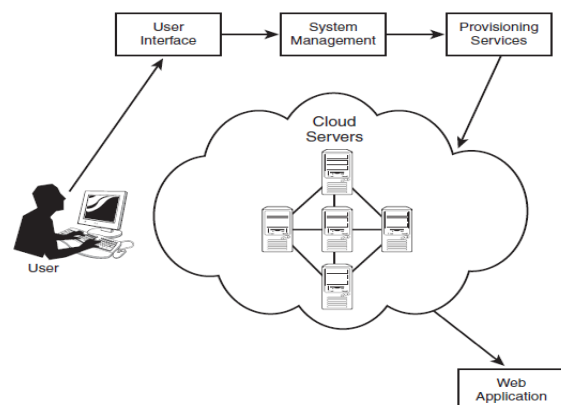 User
Interface
System
Management
Provisioning
Services
Cloud
Servers
User
Web
Application